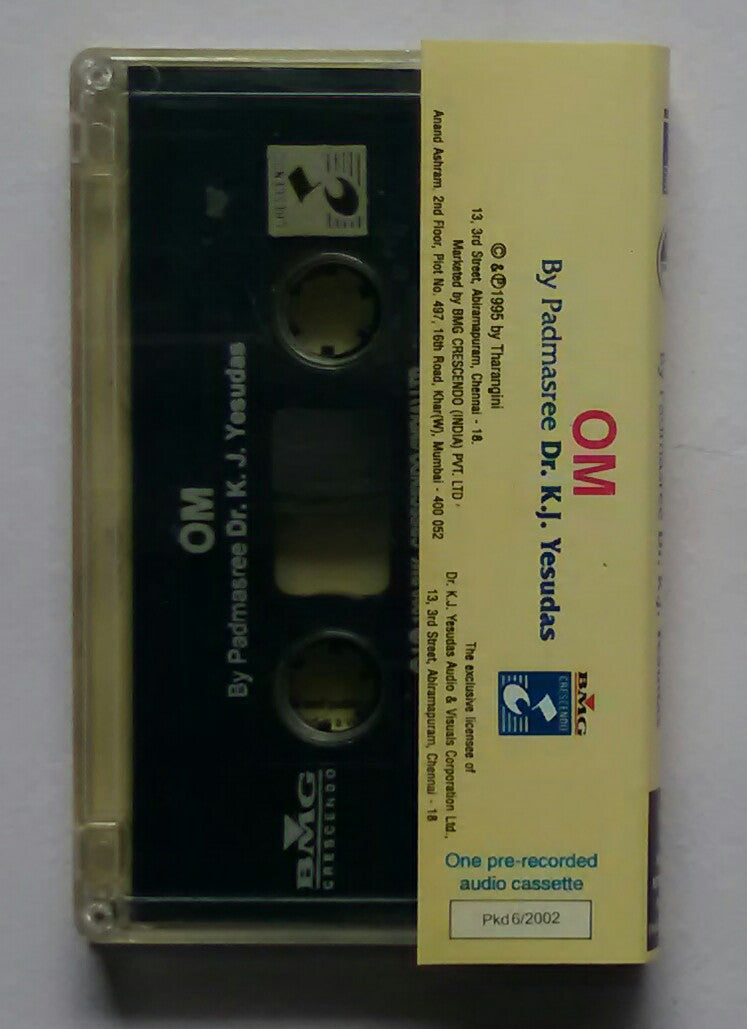 OM
By Padmasree Dr. K.J. Yesudas
© & ℗1995 by Tharangini
13, 3rd Street, Abiramapuram, Chennai - 18.
Marketed by BMG CRESCENDO (INDIA) PVT. LTD
Anand Ashram. 2nd Floor, Plot No. 497, 16th Road, Khar(W), Mumbai - 400 052
The exclusive licensee of
Dr. K.J. Yesudas Audio & Visuals Corporation Ltd.,
13, 3rd Street, Abiramapuram, Chennai - 18
BMG
CRESCENDO
One pre-recorded
audio cassette
Pkd 6/2002
OM
By Padmasree Dr. K. J. Yesudas
BMG
CRESCENDO